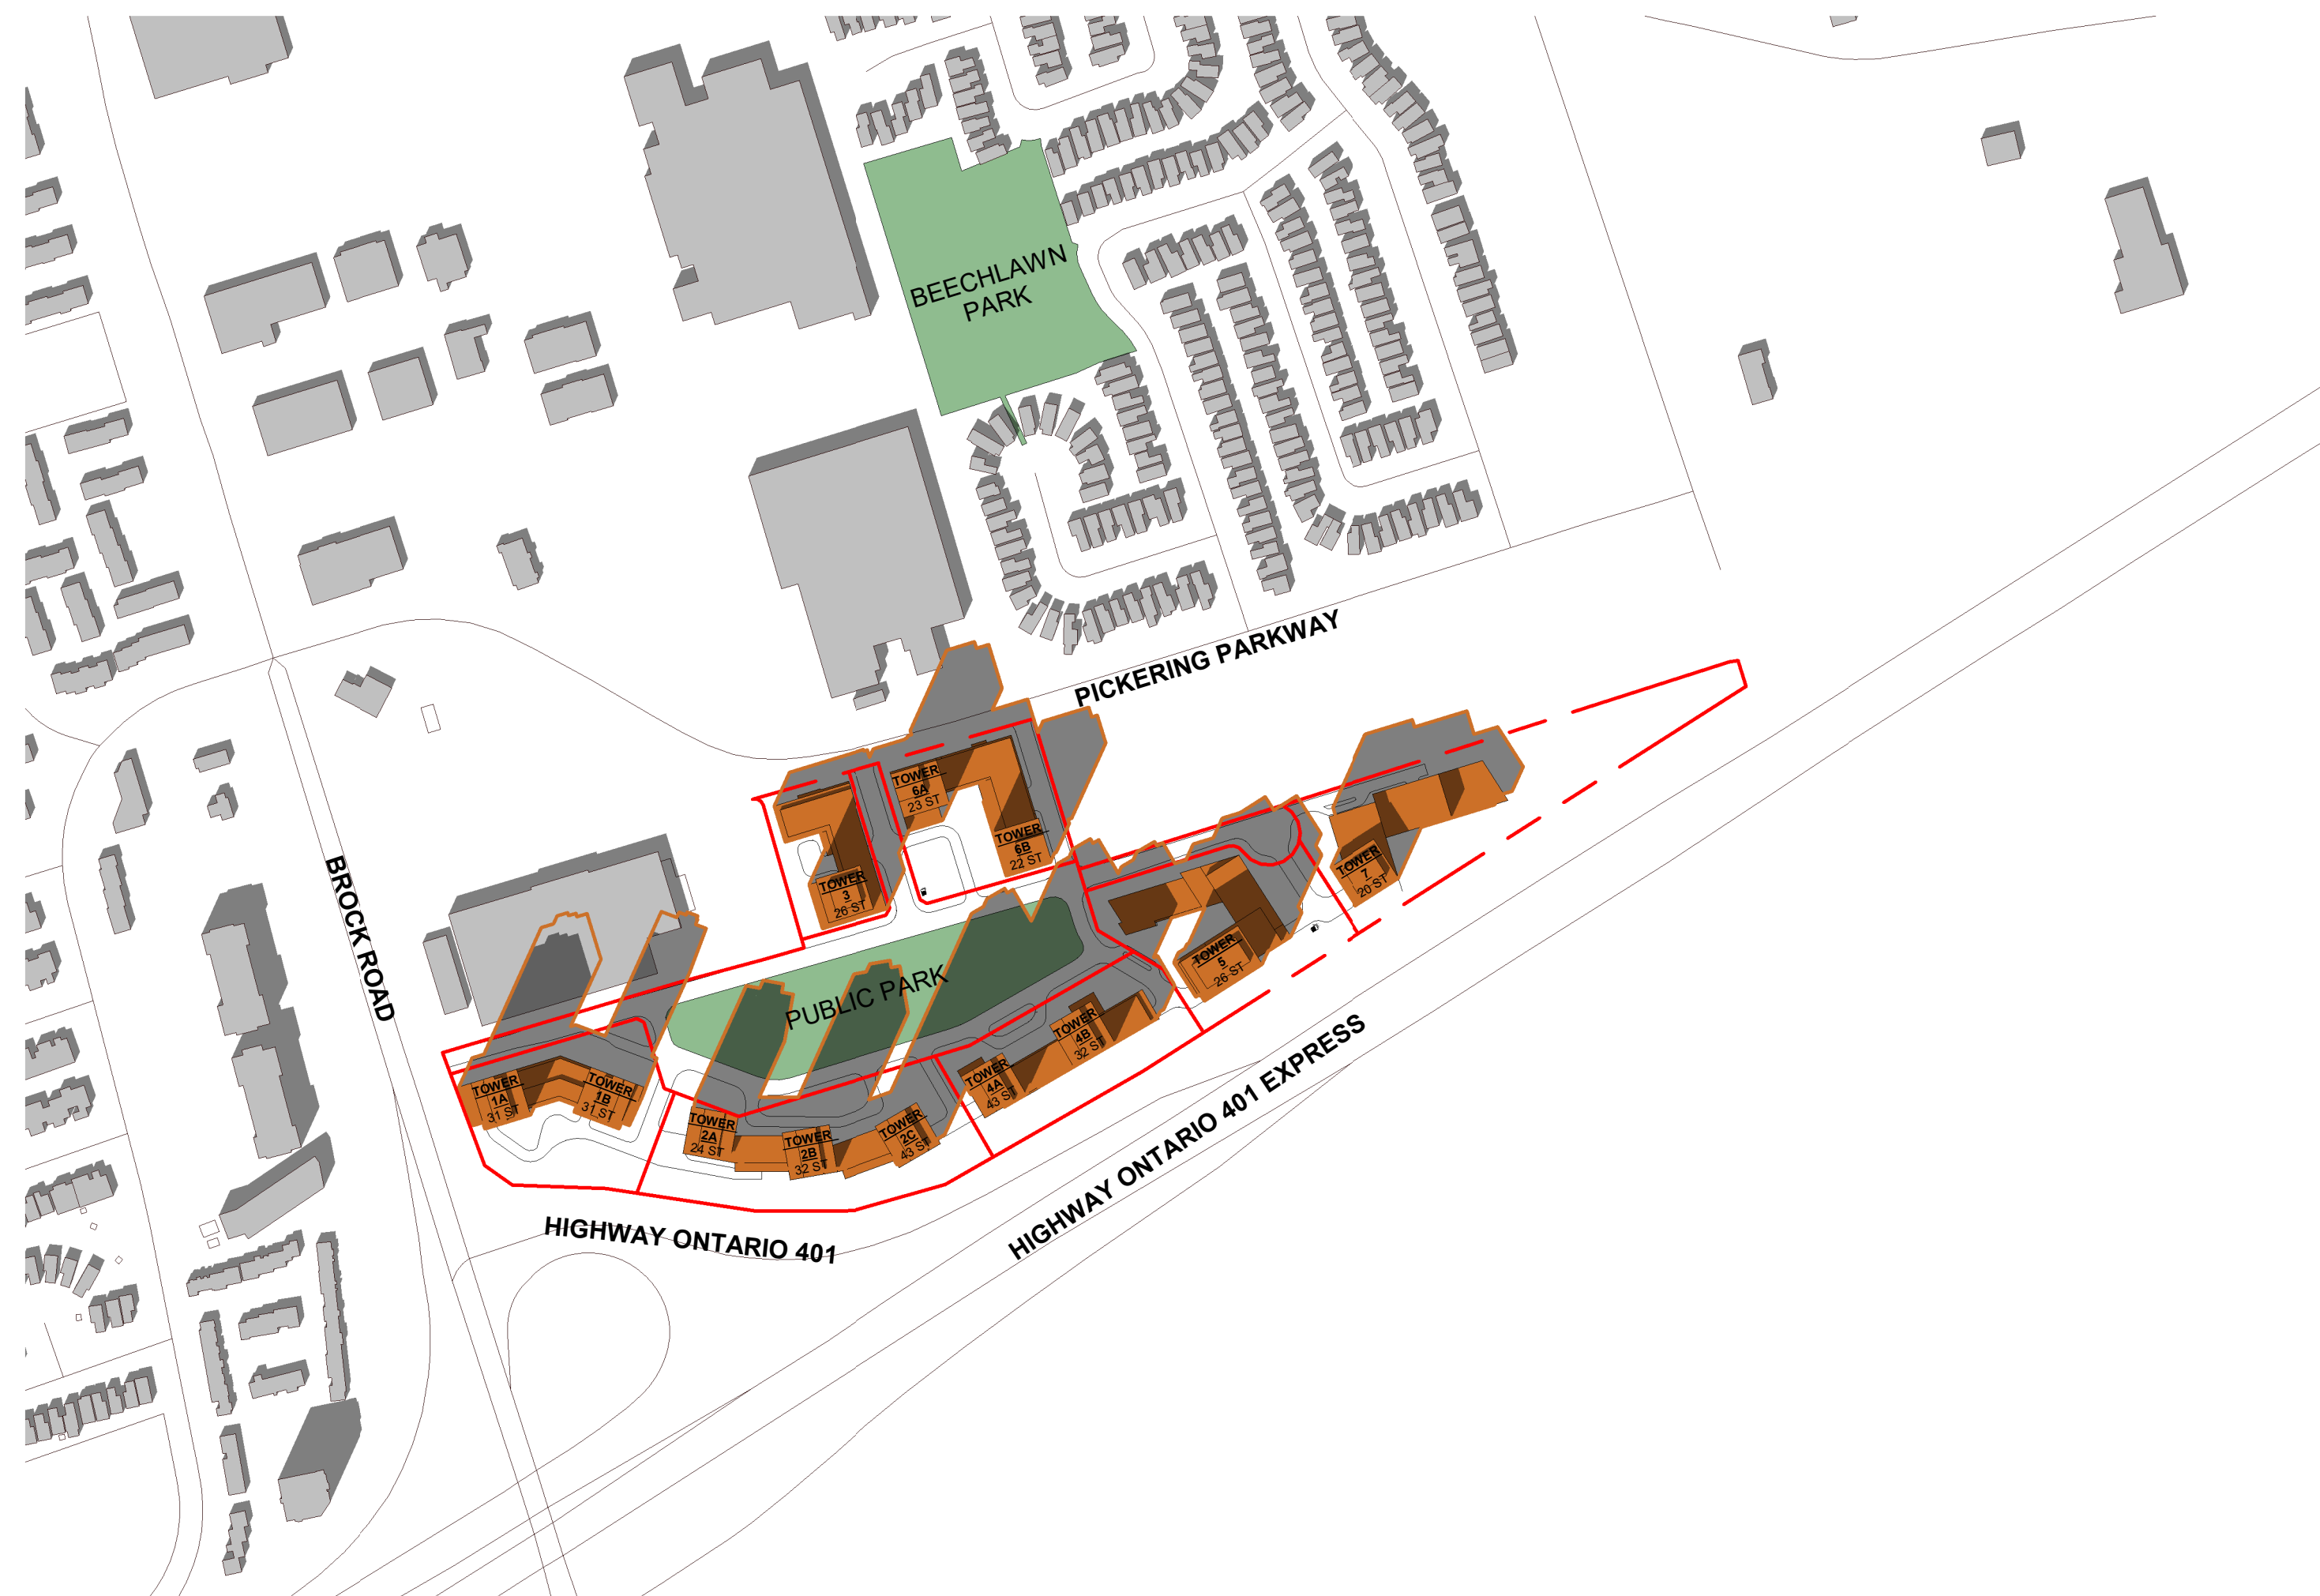 BEECHLAWN
PARK
PICKERING PARKWAY
TOWER
6A
23 ST
TOWER
6B
22 ST
TOWER
3
26 ST
TOWER
7
20 ST
BROCK ROAD
TOWER
5
26 ST
PUBLIC PARK
TOWER
4B
32 ST
TOWER
4A
43 ST
TOWER
1A
31 ST
TOWER
1B
31 ST
TOWER
2A
24 ST
TOWER
2B
32 ST
TOWER
2C
43 ST
HIGHWAY ONTARIO 401 EXPRESS
HIGHWAY ONTARIO 401